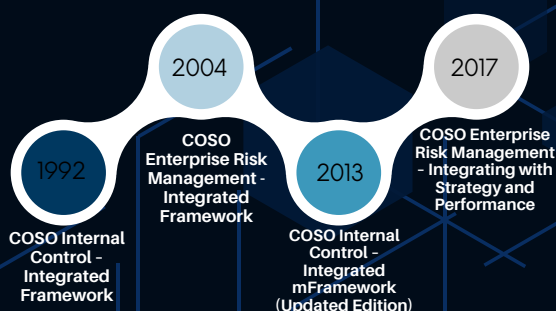 1992
COSO Internal
Control –
Integrated
Framework
2004
COSO
Enterprise Risk
Management -
Integrated
Framework
2013
COSO Internal
Control –
Integrated
mFramework
(Updated Edition)
2017
COSO Enterprise
Risk Management
– Integrating with
Strategy and
Performance